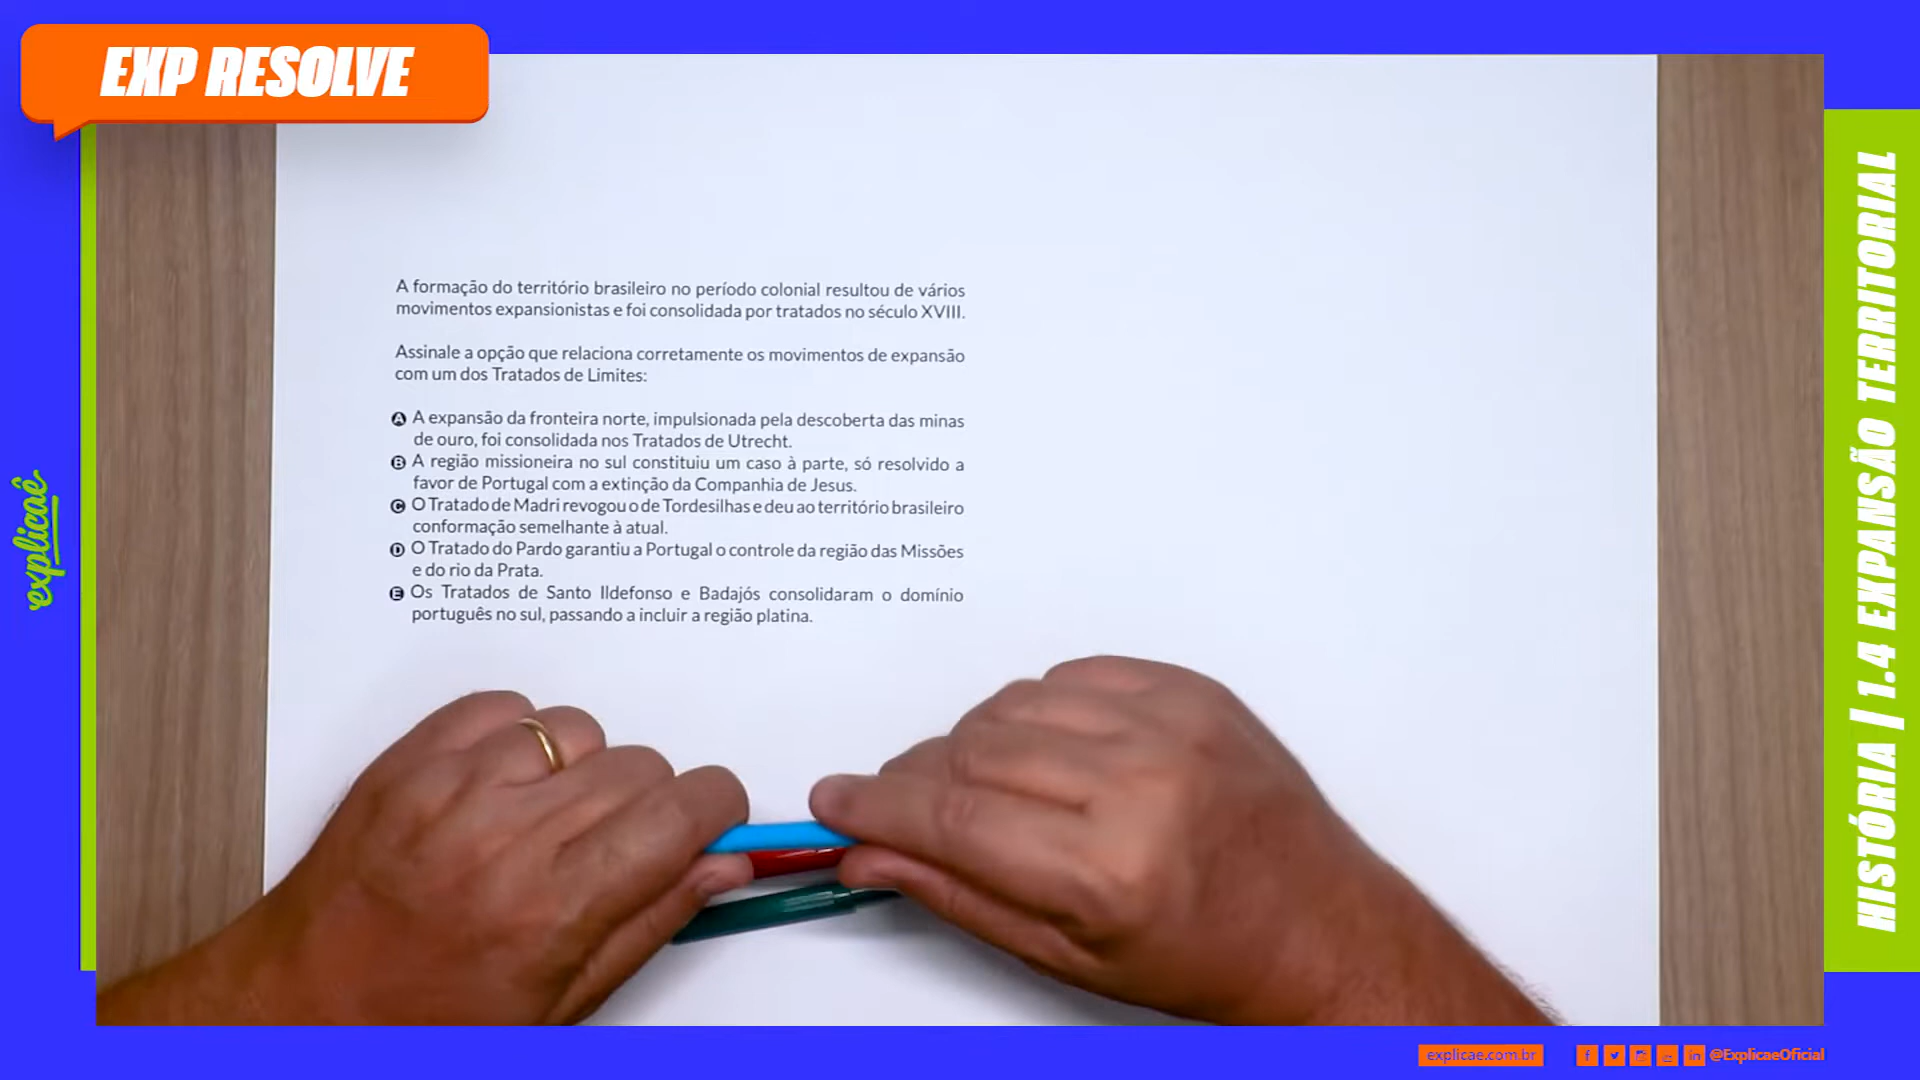 EXP RESOLVE
A formação do território brasileiro no período colonial resultou de vários
movimentos expansionistas e foi consolidada por tratados no século XVIII.
Assinale a opção que relaciona corretamente os movimentos de expansão
com um dos Tratados de Limites:
A A expansão da fronteira norte, impulsionada pela descoberta das minas
de ouro, foi consolidada nos Tratados de Utrecht.
B A região missioneira no sul constituiu um caso à parte, só resolvido a
favor de Portugal com a extinção da Companhia de Jesus.
C O Tratado de Madri revogou o de Tordesilhas e deu ao território brasileiro
conformação semelhante à atual.
D O Tratado do Pardo garantiu a Portugal o controle da região das Missões
e do rio da Prata.
E Os Tratados de Santo Ildefonso e Badajós consolidaram o domínio
português no sul, passando a incluir a região platina.
explicaê
HISTÓRIA | 1.4 EXPANSÃO TERRITORIAL
explicae.com.br
@ExplicaeOficial